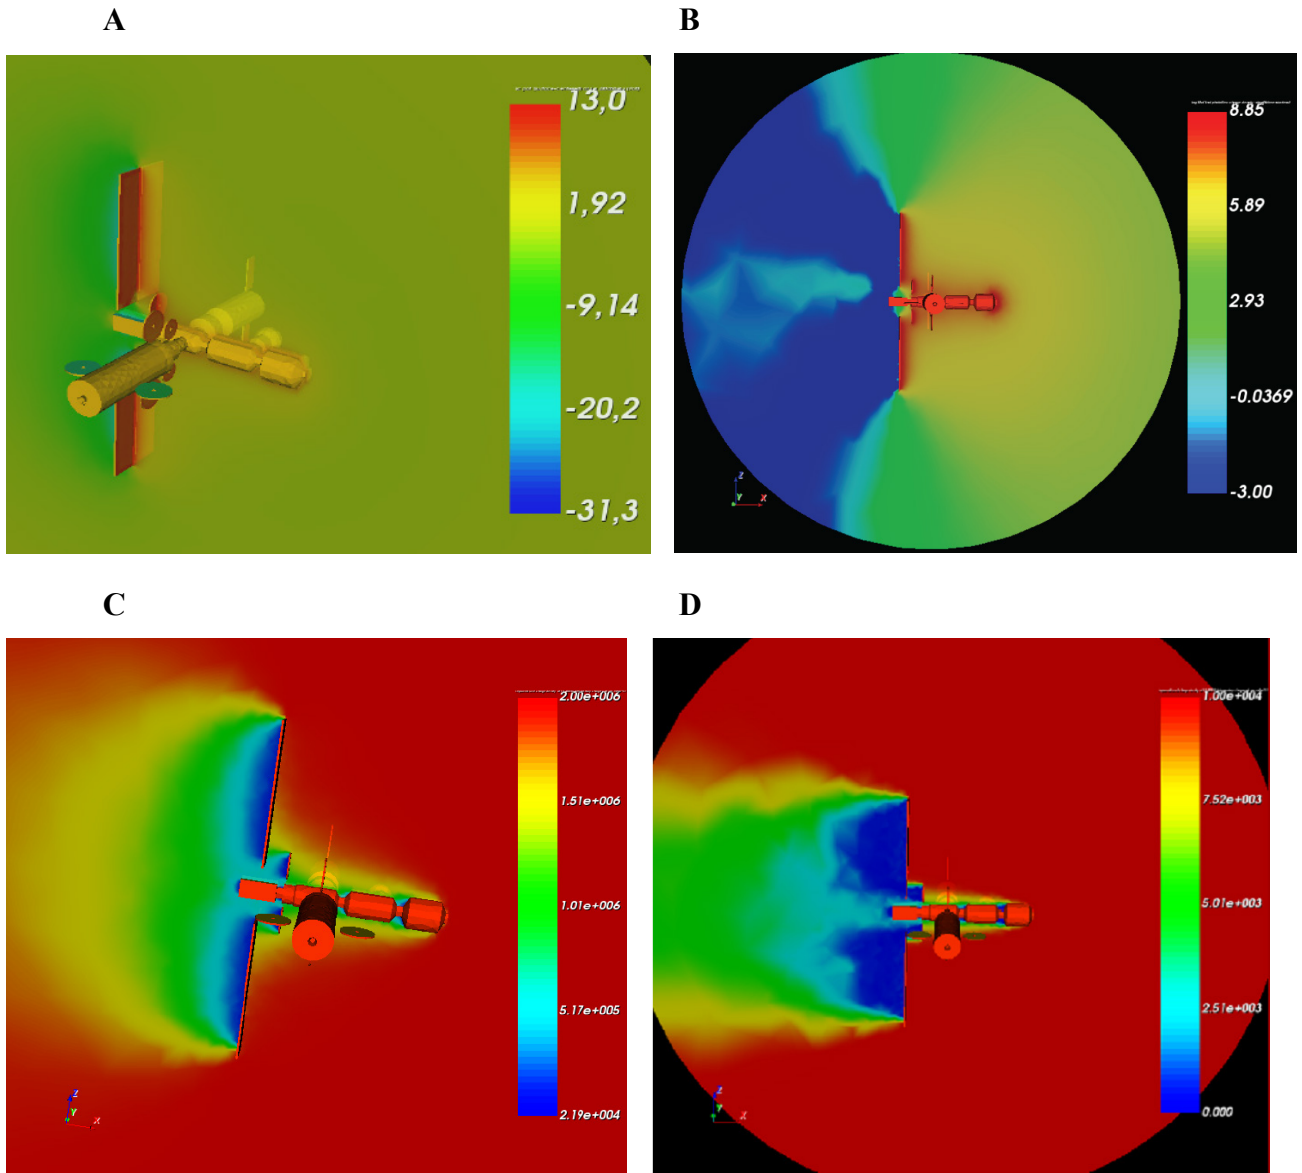 A
B
13,0
1,92
-9,14
-20,2
-31,3
8.85
5.89
2.93
-0.0369
-3.00
Z
Y
X
C
D
2.00e+006
1.51e+006
1.01e+006
5.17e+005
2.19e+004
Z
Y
X
1.00e+004
7.52e+003
5.01e+003
2.51e+003
0.000
Z
Y
X